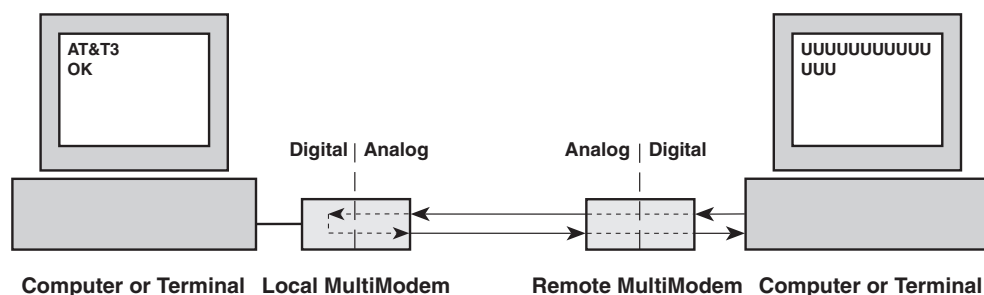 AT&T3
OK
UUUUUUUUUUU
UUU
Digital | Analog
Analog | Digital
Computer or Terminal
Local MultiModem
Remote MultiModem
Computer or Terminal